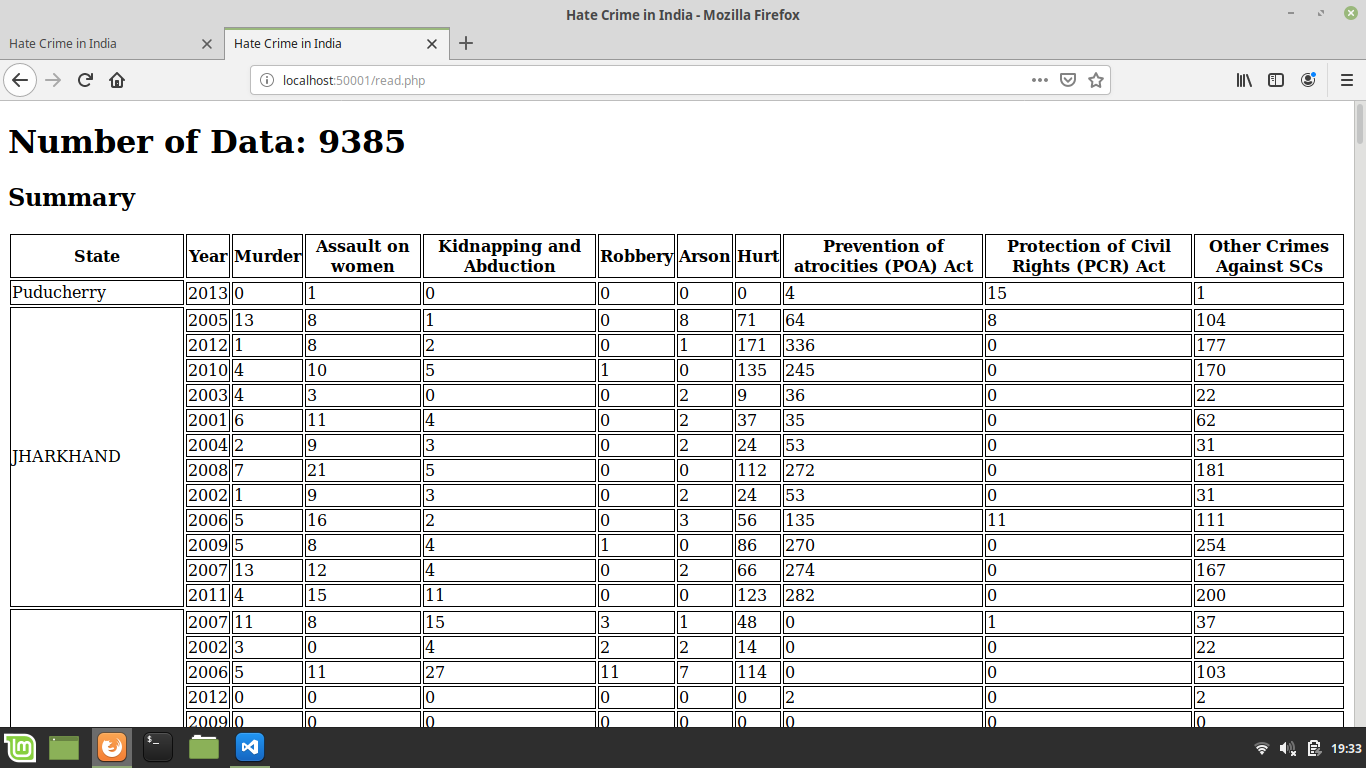 Hate Crime in India - Mozilla Firefox
Hate Crime in India
Hate Crime in India
localhost:50001/read.php
Number of Data: 9385
Summary
State Year Murder Assault on women Kidnapping and Abduction Robbery Arson Hurt Prevention of atrocities (POA) Act Protection of Civil Rights (PCR) Act Other Crimes Against SCs
Puducherry 2013 0 1 0 0 0 0 4 15 1
JHARKHAND
2005 13 8 1 0 8 71 64 8 104
2012 1 8 2 0 1 171 336 0 177
2010 4 10 5 1 0 135 245 0 170
2003 4 3 0 0 2 9 36 0 22
2001 6 11 4 0 2 37 35 0 62
2004 2 9 3 0 2 24 53 0 31
2008 7 21 5 0 0 112 272 0 181
2002 1 9 3 0 2 24 53 0 31
2006 5 16 2 0 3 56 135 11 111
2009 5 8 4 1 0 86 270 0 254
2007 13 12 4 0 2 66 274 0 167
2011 4 15 11 0 0 123 282 0 200
2007 11 8 15 3 1 48 0 1 37
2002 3 0 4 2 2 14 0 0 22
2006 5 11 27 11 7 114 0 0 103
2012 0 0 0 0 0 0 2 0 2
2009 0 0 0 0 0 0 0 0 0
19:33